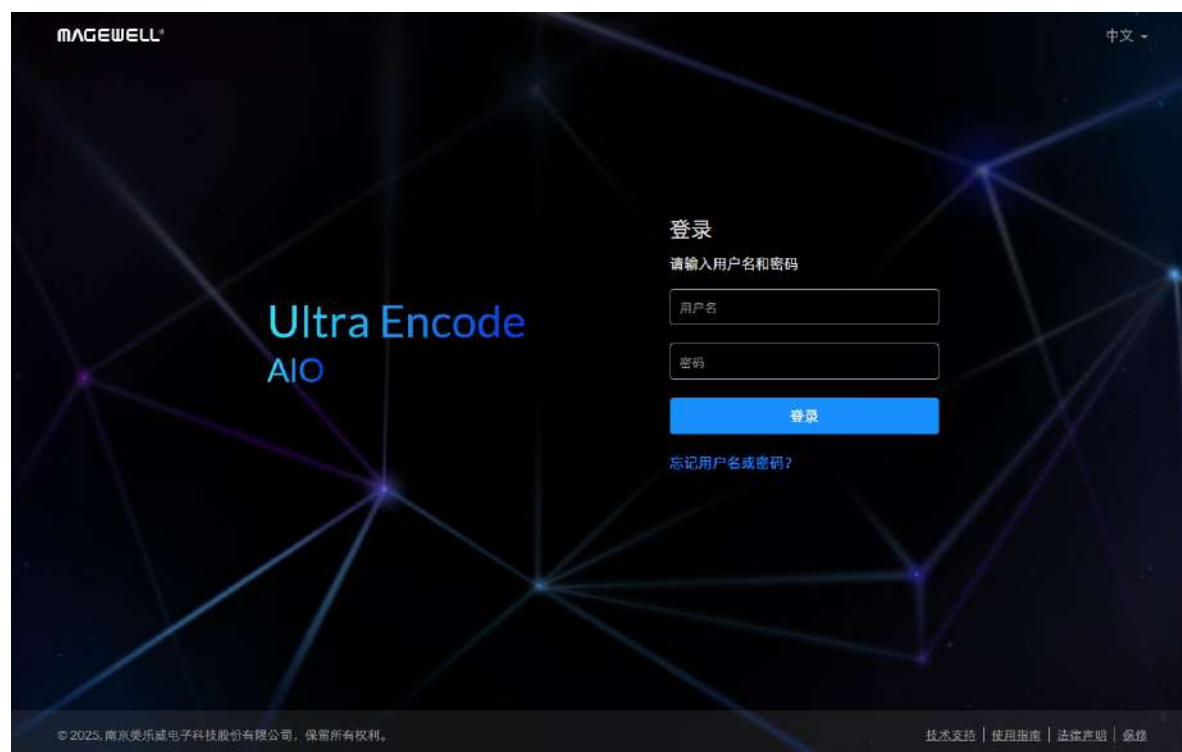 MAGEWELL®
中文
登录
请输入用户名和密码
用户名
密码
登录
忘记用户名或密码?
Ultra Encode
AIO
© 2025, 南京美乐威电子科技股份有限公司，保留所有权利。
技术支持 | 使用指南 | 法律声明 | 保修